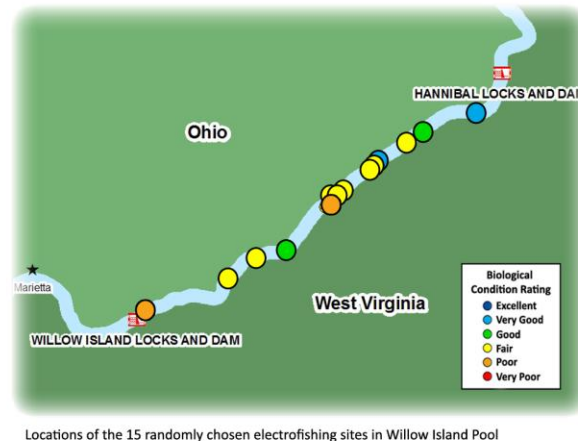 HANNIBAL LOCKS AND DAM
Ohio
Marietta
West Virginia
WILLOW ISLAND LOCKS AND DAM
Biological
Condition Rating
Excellent
Very Good
Good
Fair
Poor
Very Poor
Locations of the 15 randomly chosen electrofishing sites in Willow Island Pool